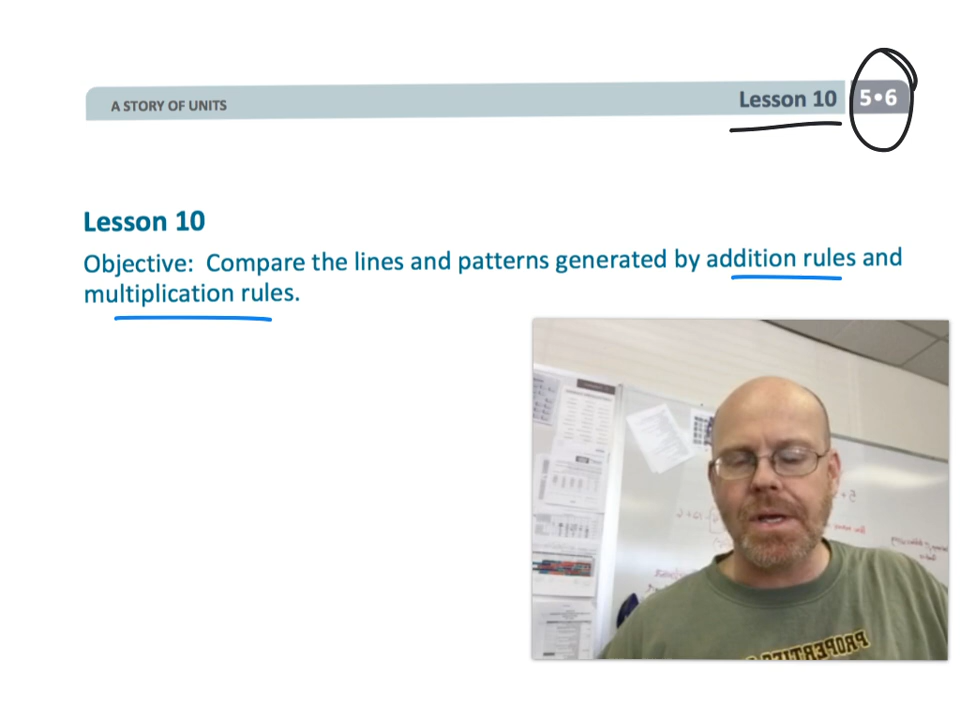 A STORY OF UNITS
Lesson 10
5•6
Lesson 10
Objective: Compare the lines and patterns generated by addition rules and
multiplication rules.
PROPERTIES